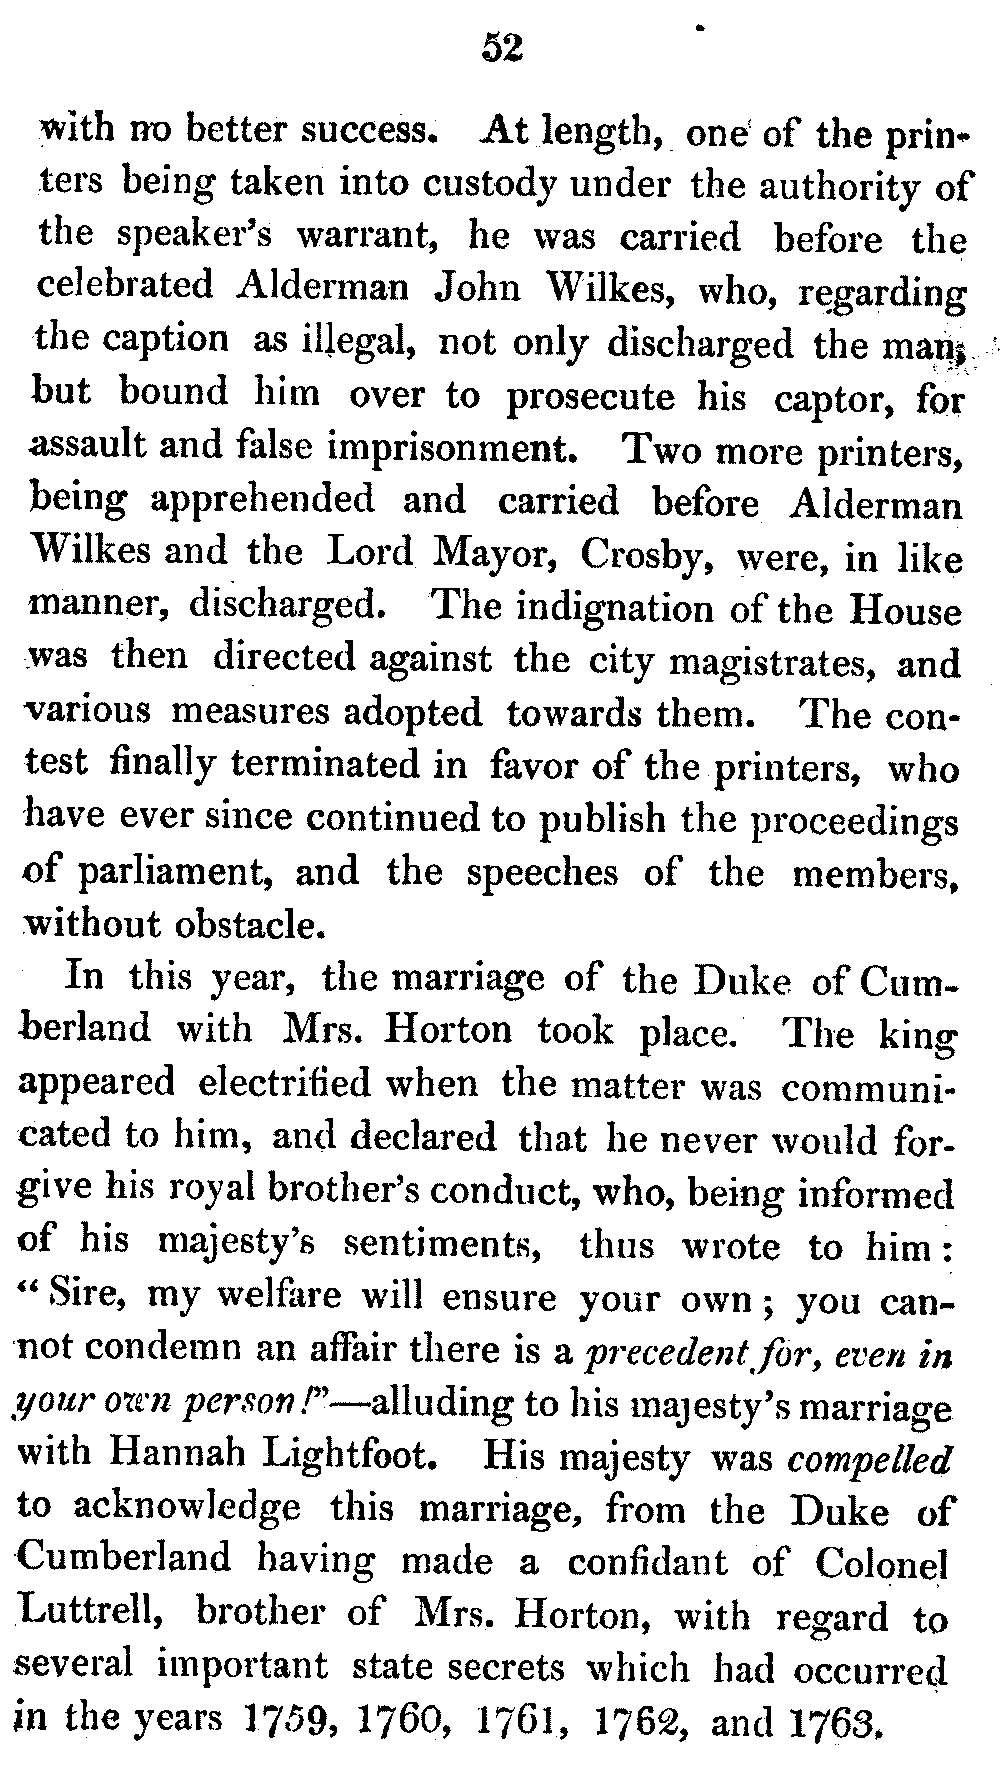 52
with no better success. At length, one of the prin-
ters being taken into custody under the authority of
the speaker's warrant, he was carried before the
celebrated Alderman John Wilkes, who, regarding
the caption as illegal, not only discharged the man;
but bound him over to prosecute his captor, for
assault and false imprisonment. Two more printers,
being apprehended and carried before Alderman
Wilkes and the Lord Mayor, Crosby, were, in like
manner, discharged. The indignation of the House
was then directed against the city magistrates, and
various measures adopted towards them. The con-
test finally terminated in favor of the printers, who
have ever since continued to publish the proceedings
of parliament, and the speeches of the members,
without obstacle.
In this year, the marriage of the Duke of Cum-
berland with Mrs. Horton took place. The king
appeared electrified when the matter was communi-
cated to him, and declared that he never would for-
give his royal brother's conduct, who, being informed
of his majesty's sentiments, thus wrote to him :
“ Sire, my welfare will ensure your own ; you can-
not condemn an affair there is a precedent for, even in
your own person !”—alluding to his majesty's marriage
with Hannah Lightfoot. His majesty was compelled
to acknowledge this marriage, from the Duke of
Cumberland having made a confidant of Colonel
Luttrell, brother of Mrs. Horton, with regard to
several important state secrets which had occurred
in the years 1759, 1760, 1761, 1762, and 1763.